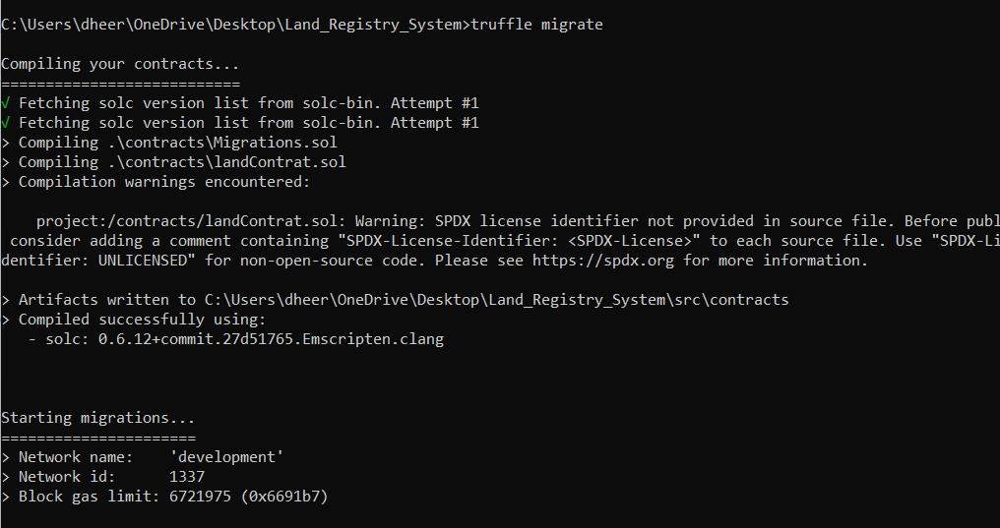 C:\Users\dheer\OneDrive\Desktop\Land_Registry_System>truffle migrate
Compiling your contracts...
===========================
√ Fetching solc version list from solc-bin. Attempt #1
√ Fetching solc version list from solc-bin. Attempt #1
> Compiling .\contracts\Migrations.sol
> Compiling .\contracts\landContrat.sol
> Compilation warnings encountered:
project:/contracts/landContrat.sol: Warning: SPDX license identifier not provided in source file. Before publ
consider adding a comment containing "SPDX-License-Identifier: <SPDX-License>" to each source file. Use "SPDX-Li
dentifier: UNLICENSED" for non-open-source code. Please see https://spdx.org for more information.
> Artifacts written to C:\Users\dheer\OneDrive\Desktop\Land_Registry_System\src\contracts
> Compiled successfully using:
- solc: 0.6.12+commit.27d51765.Emscripten.clang
Starting migrations...
======================
> Network name: 'development'
> Network id: 1337
> Block gas limit: 6721975 (0x6691b7)